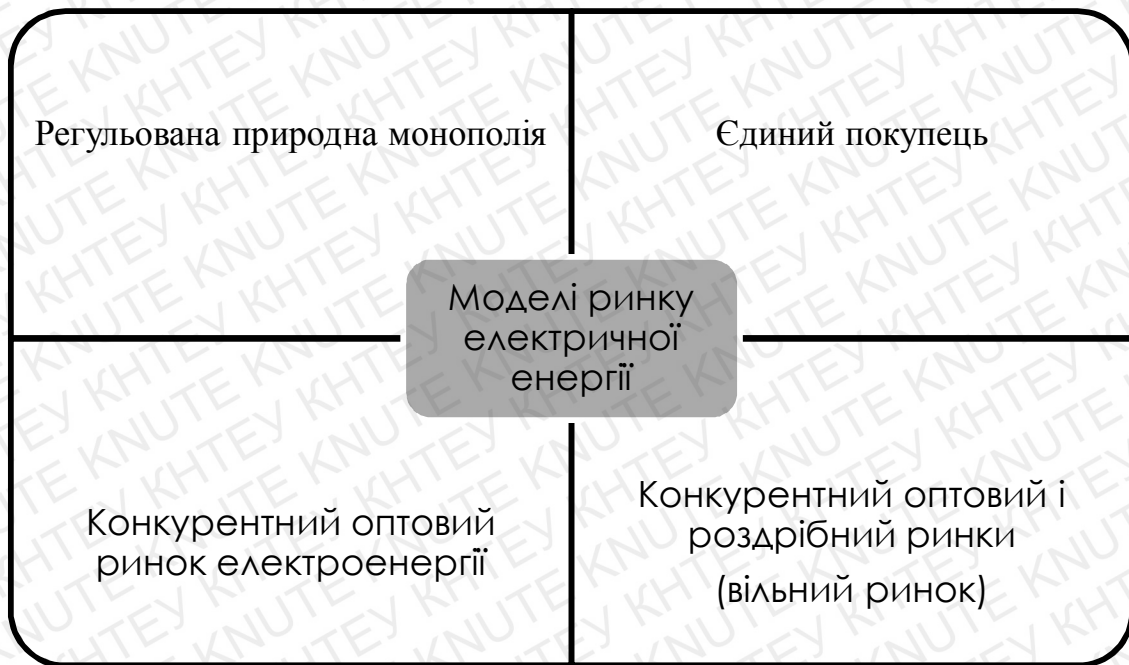 Регульована природна монополія
Єдиний покупець
Моделі ринку
електричної
енергії
Конкурентний оптовий
ринок електроенергії
Конкурентний оптовий і
роздрібний ринки
(вільний ринок)